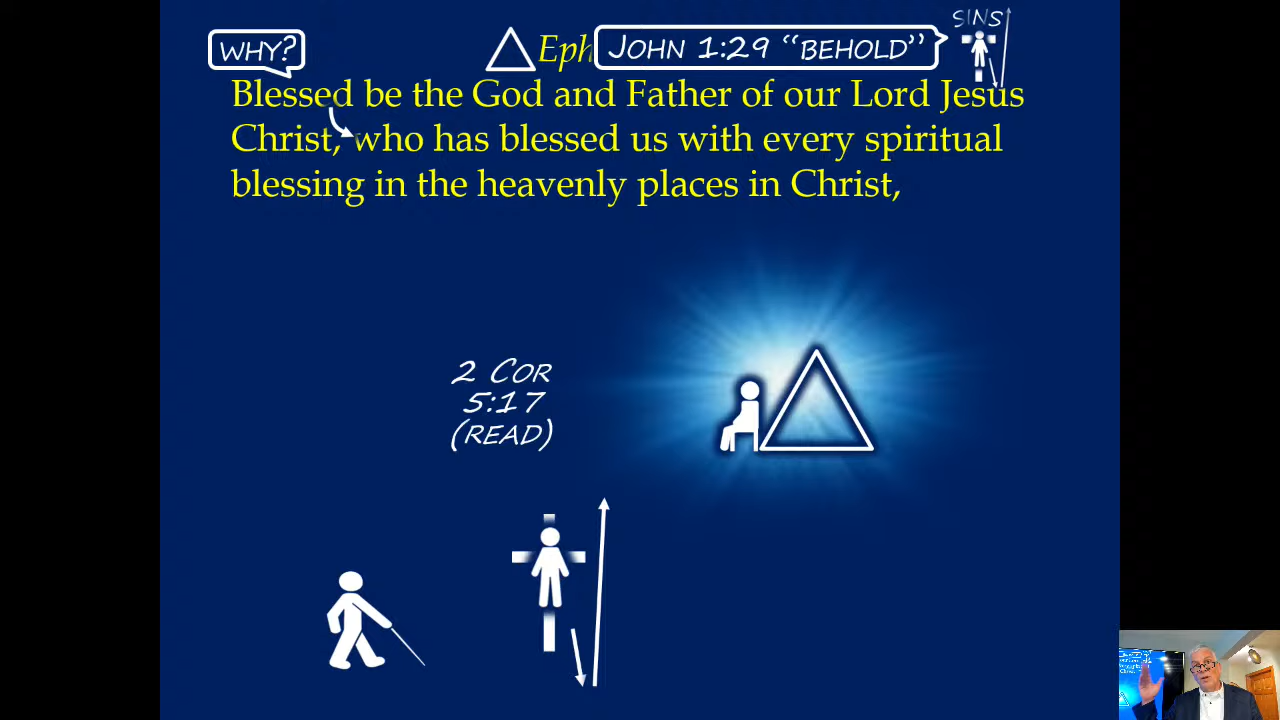 WHY?
Eph
JOHN 1:29 "BEHOLD"
SINS
Blessed be the God and Father of our Lord Jesus
Christ, who has blessed us with every spiritual
blessing in the heavenly places in Christ,
2 COR
5:17
(READ)